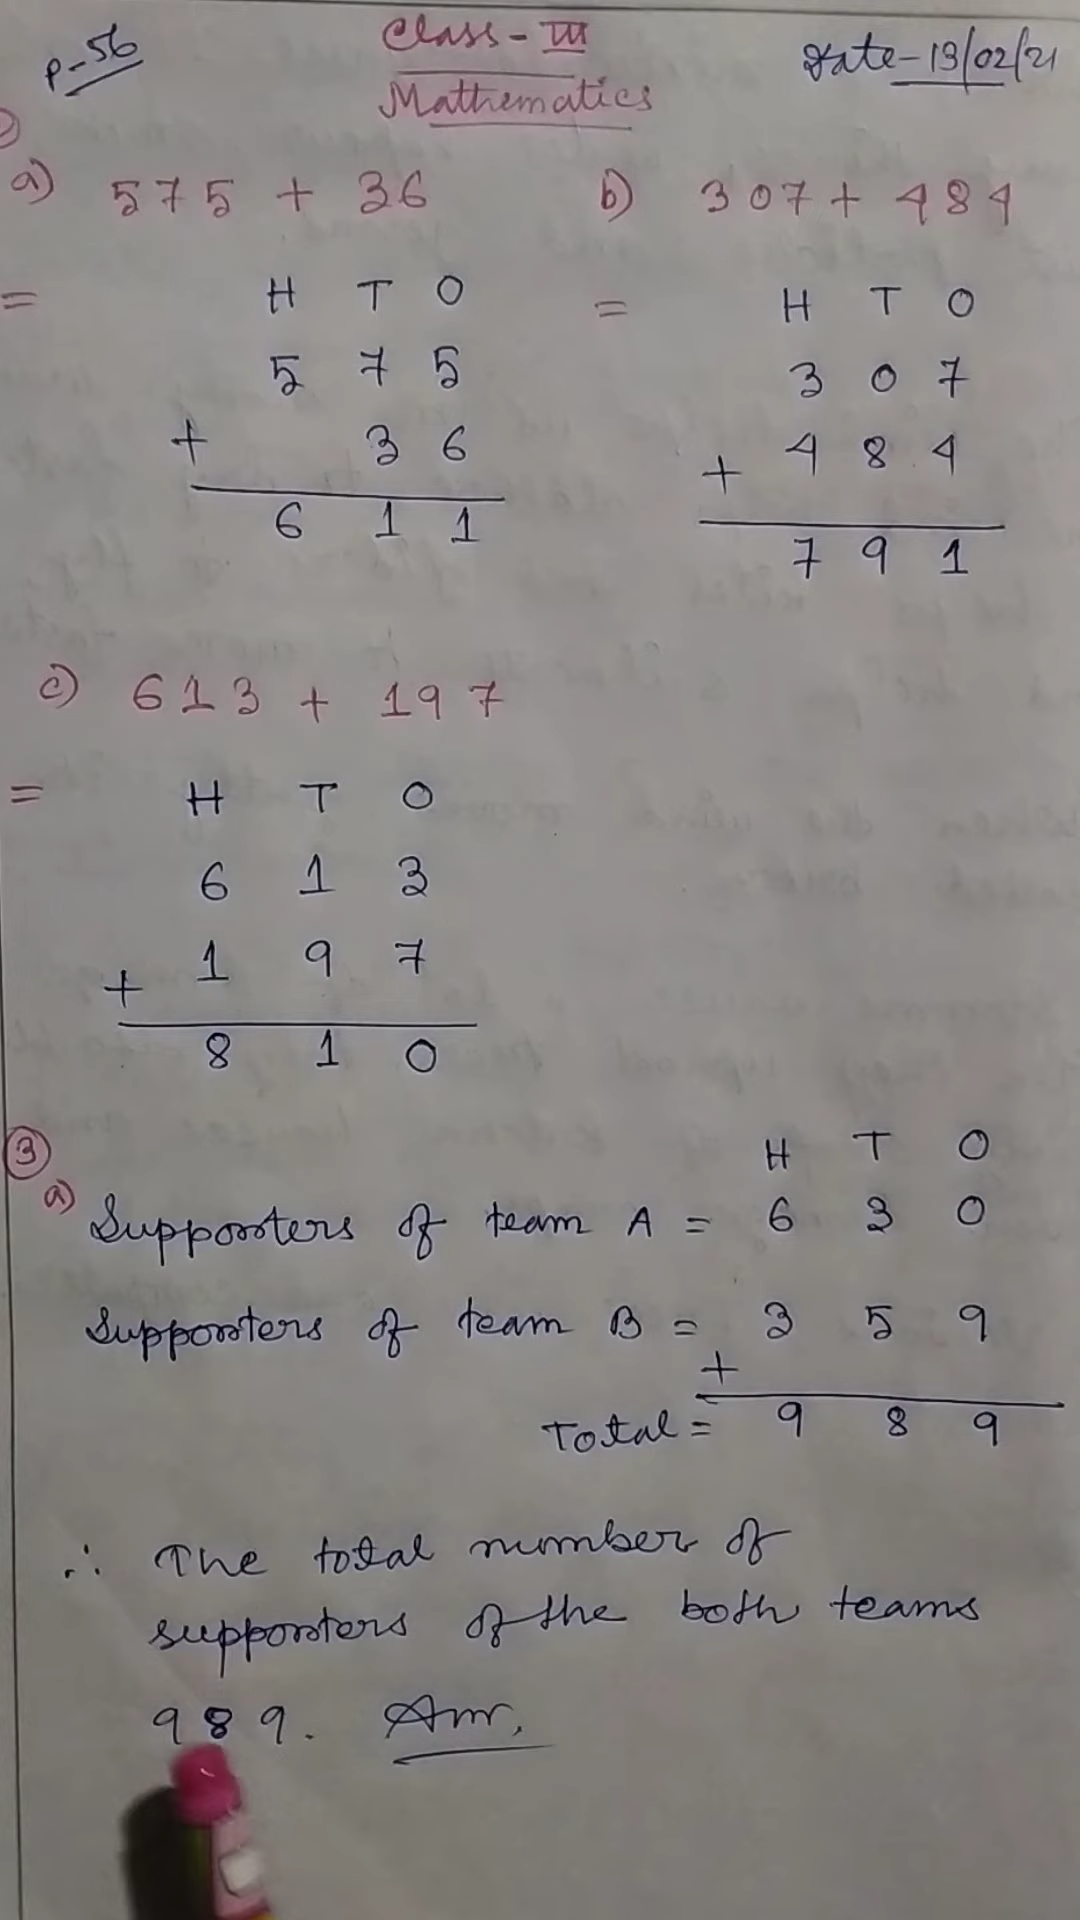 P-56
Class-III
Date-19/02/21
Mathematics
a) 575 + 36
b) 307 + 484
= H T O
5 7 5
+ 3 6
6 1 1
= H T O
3 0 7
+ 4 8 4
7 9 1
c) 613 + 197
= H T O
6 1 3
+ 1 9 7
8 1 0
3
H T O
a) Supporters of team A = 6 3 0
Supporters of team B = 3 5 9
+
Total = 9 8 9
∴ The total number of
supporters of the both teams
989. Ans.